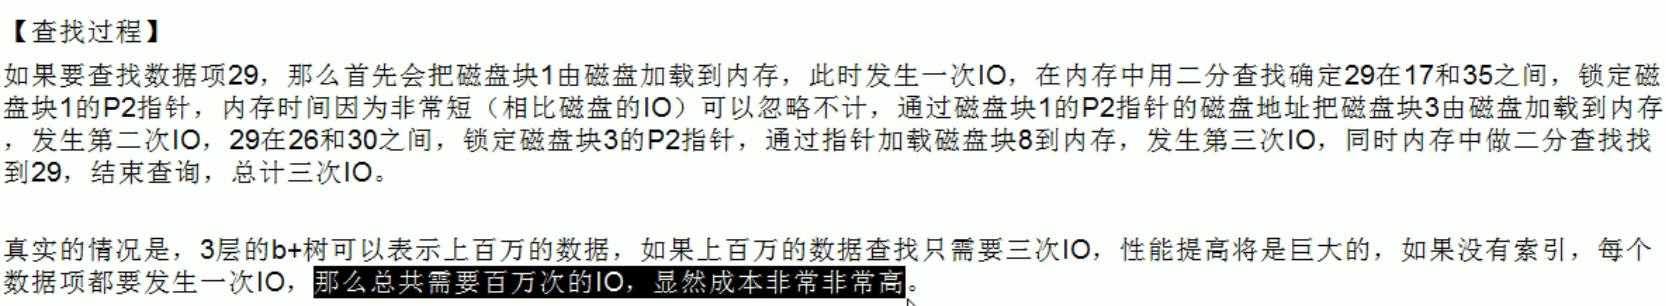 【查找过程】
如果要查找数据项29，那么首先会把磁盘块1由磁盘加载到内存，此时发生一次IO，在内存中用二分查找确定29在17和35之间，锁定磁
盘块1的P2指针，内存时间因为非常短（相比磁盘的IO）可以忽略不计，通过磁盘块1的P2指针的磁盘地址把磁盘块3由磁盘加载到内存
，发生第二次IO，29在26和30之间，锁定磁盘块3的P2指针，通过指针加载磁盘块8到内存，发生第三次IO，同时内存中做二分查找找
到29，结束查询，总计三次IO。
真实的情况是，3层的b+树可以表示上百万的数据，如果上百万的数据查找只需要三次IO，性能提高将是巨大的，如果没有索引，每个
数据项都要发生一次IO，那么总共需要百万次的IO，显然成本非常非常高。